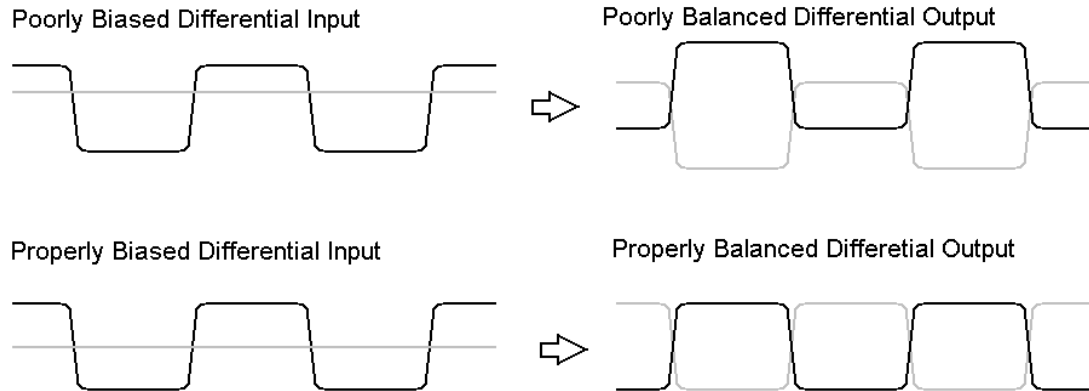 Poorly Biased Differential Input
Poorly Balanced Differential Output
Properly Biased Differential Input
Properly Balanced Differetial Output